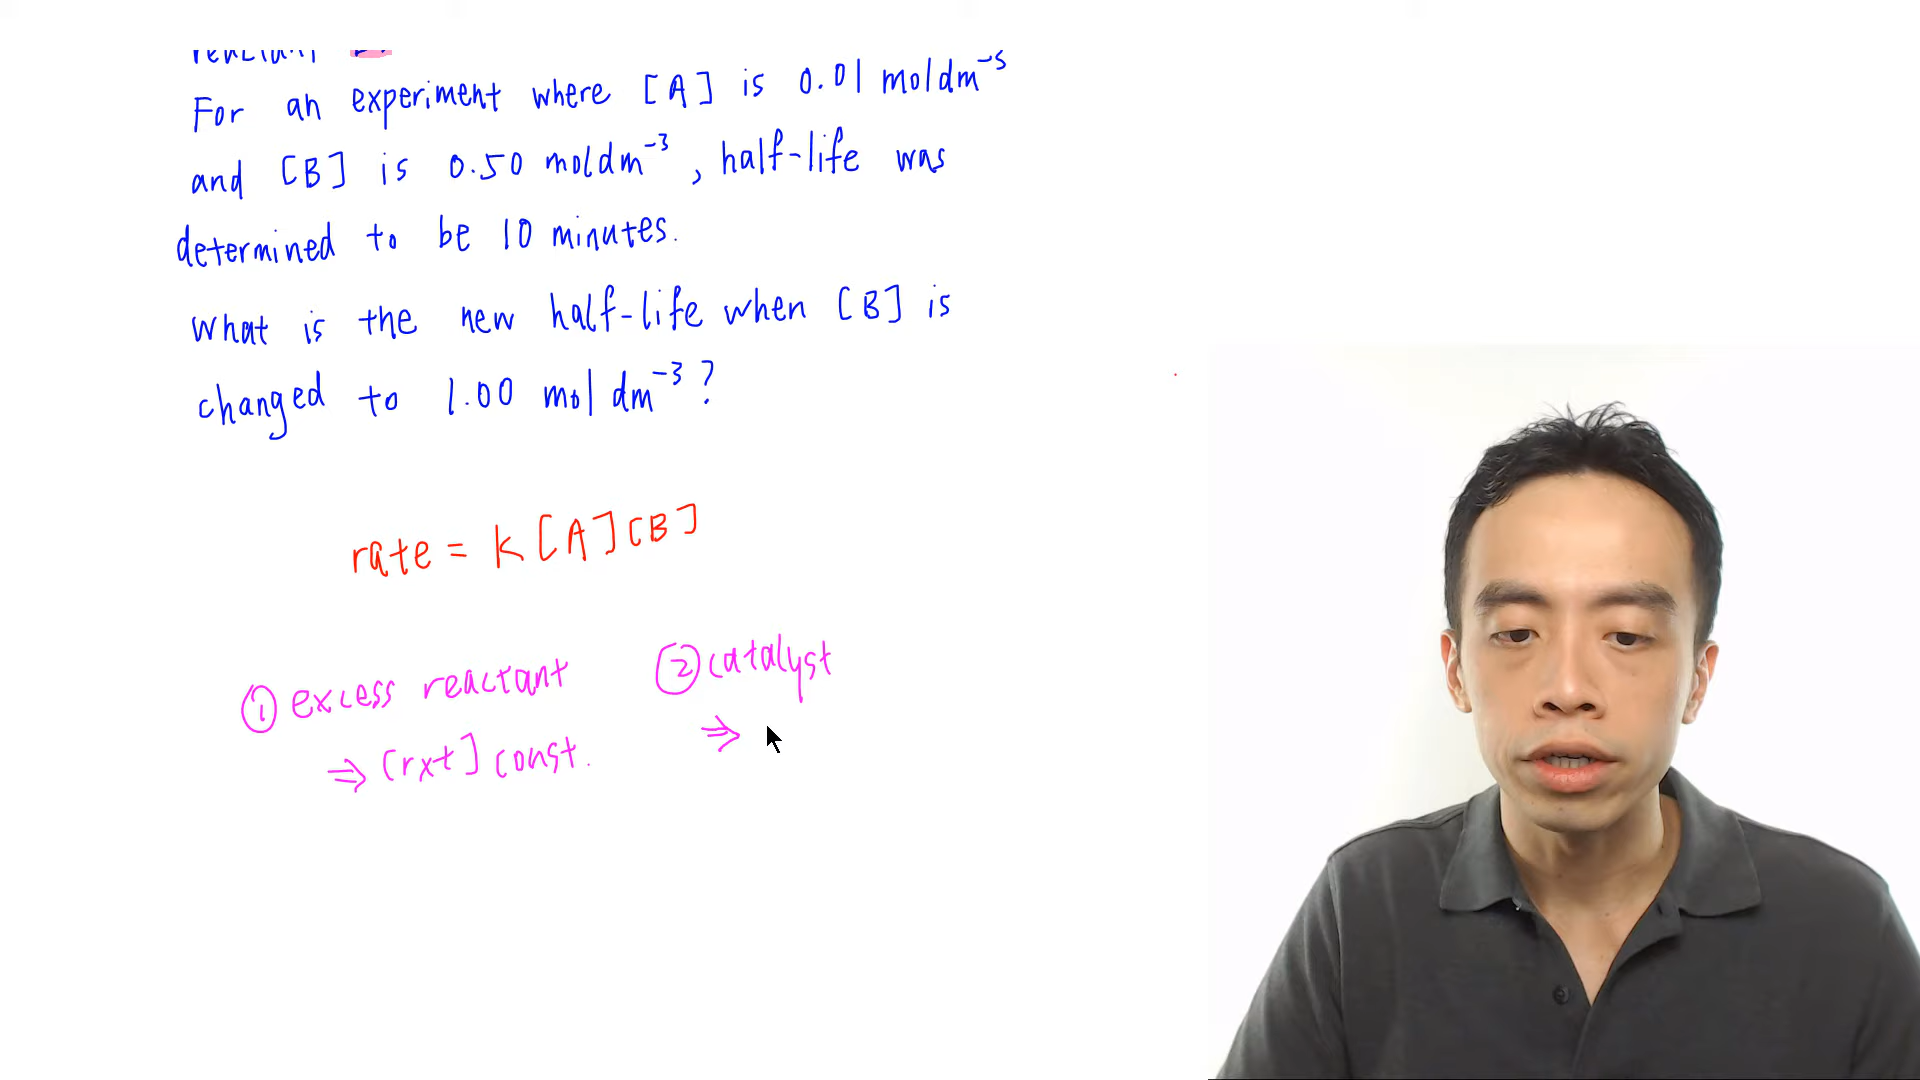 reactant B.
For an experiment where [A] is 0.01 moldm⁻³
and [B] is 0.50 moldm⁻³, half-life was
determined to be 10 minutes.
What is the new half-life when [B] is
changed to 1.00 mol dm⁻³?
rate = k[A][B]
① excess reactant
⇒ [rxt] const.
② catalyst
⇒